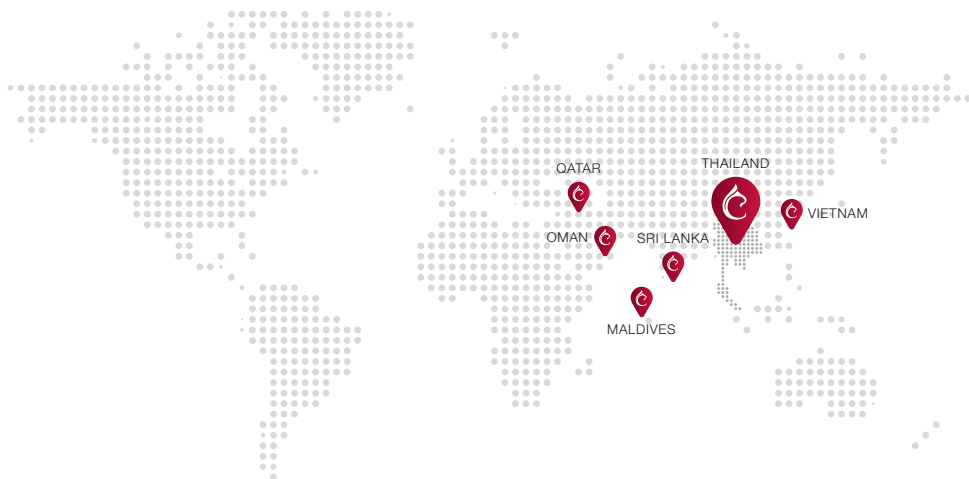 QATAR
THAILAND
VIETNAM
OMAN
SRI LANKA
MALDIVES